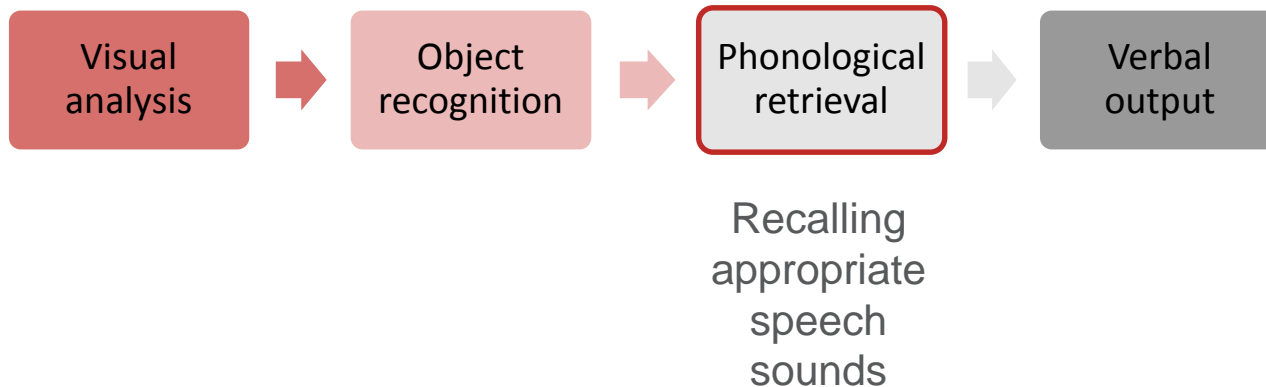 Visual
analysis
Object
recognition
Phonological
retrieval
Verbal
output
Recalling
appropriate
speech
sounds